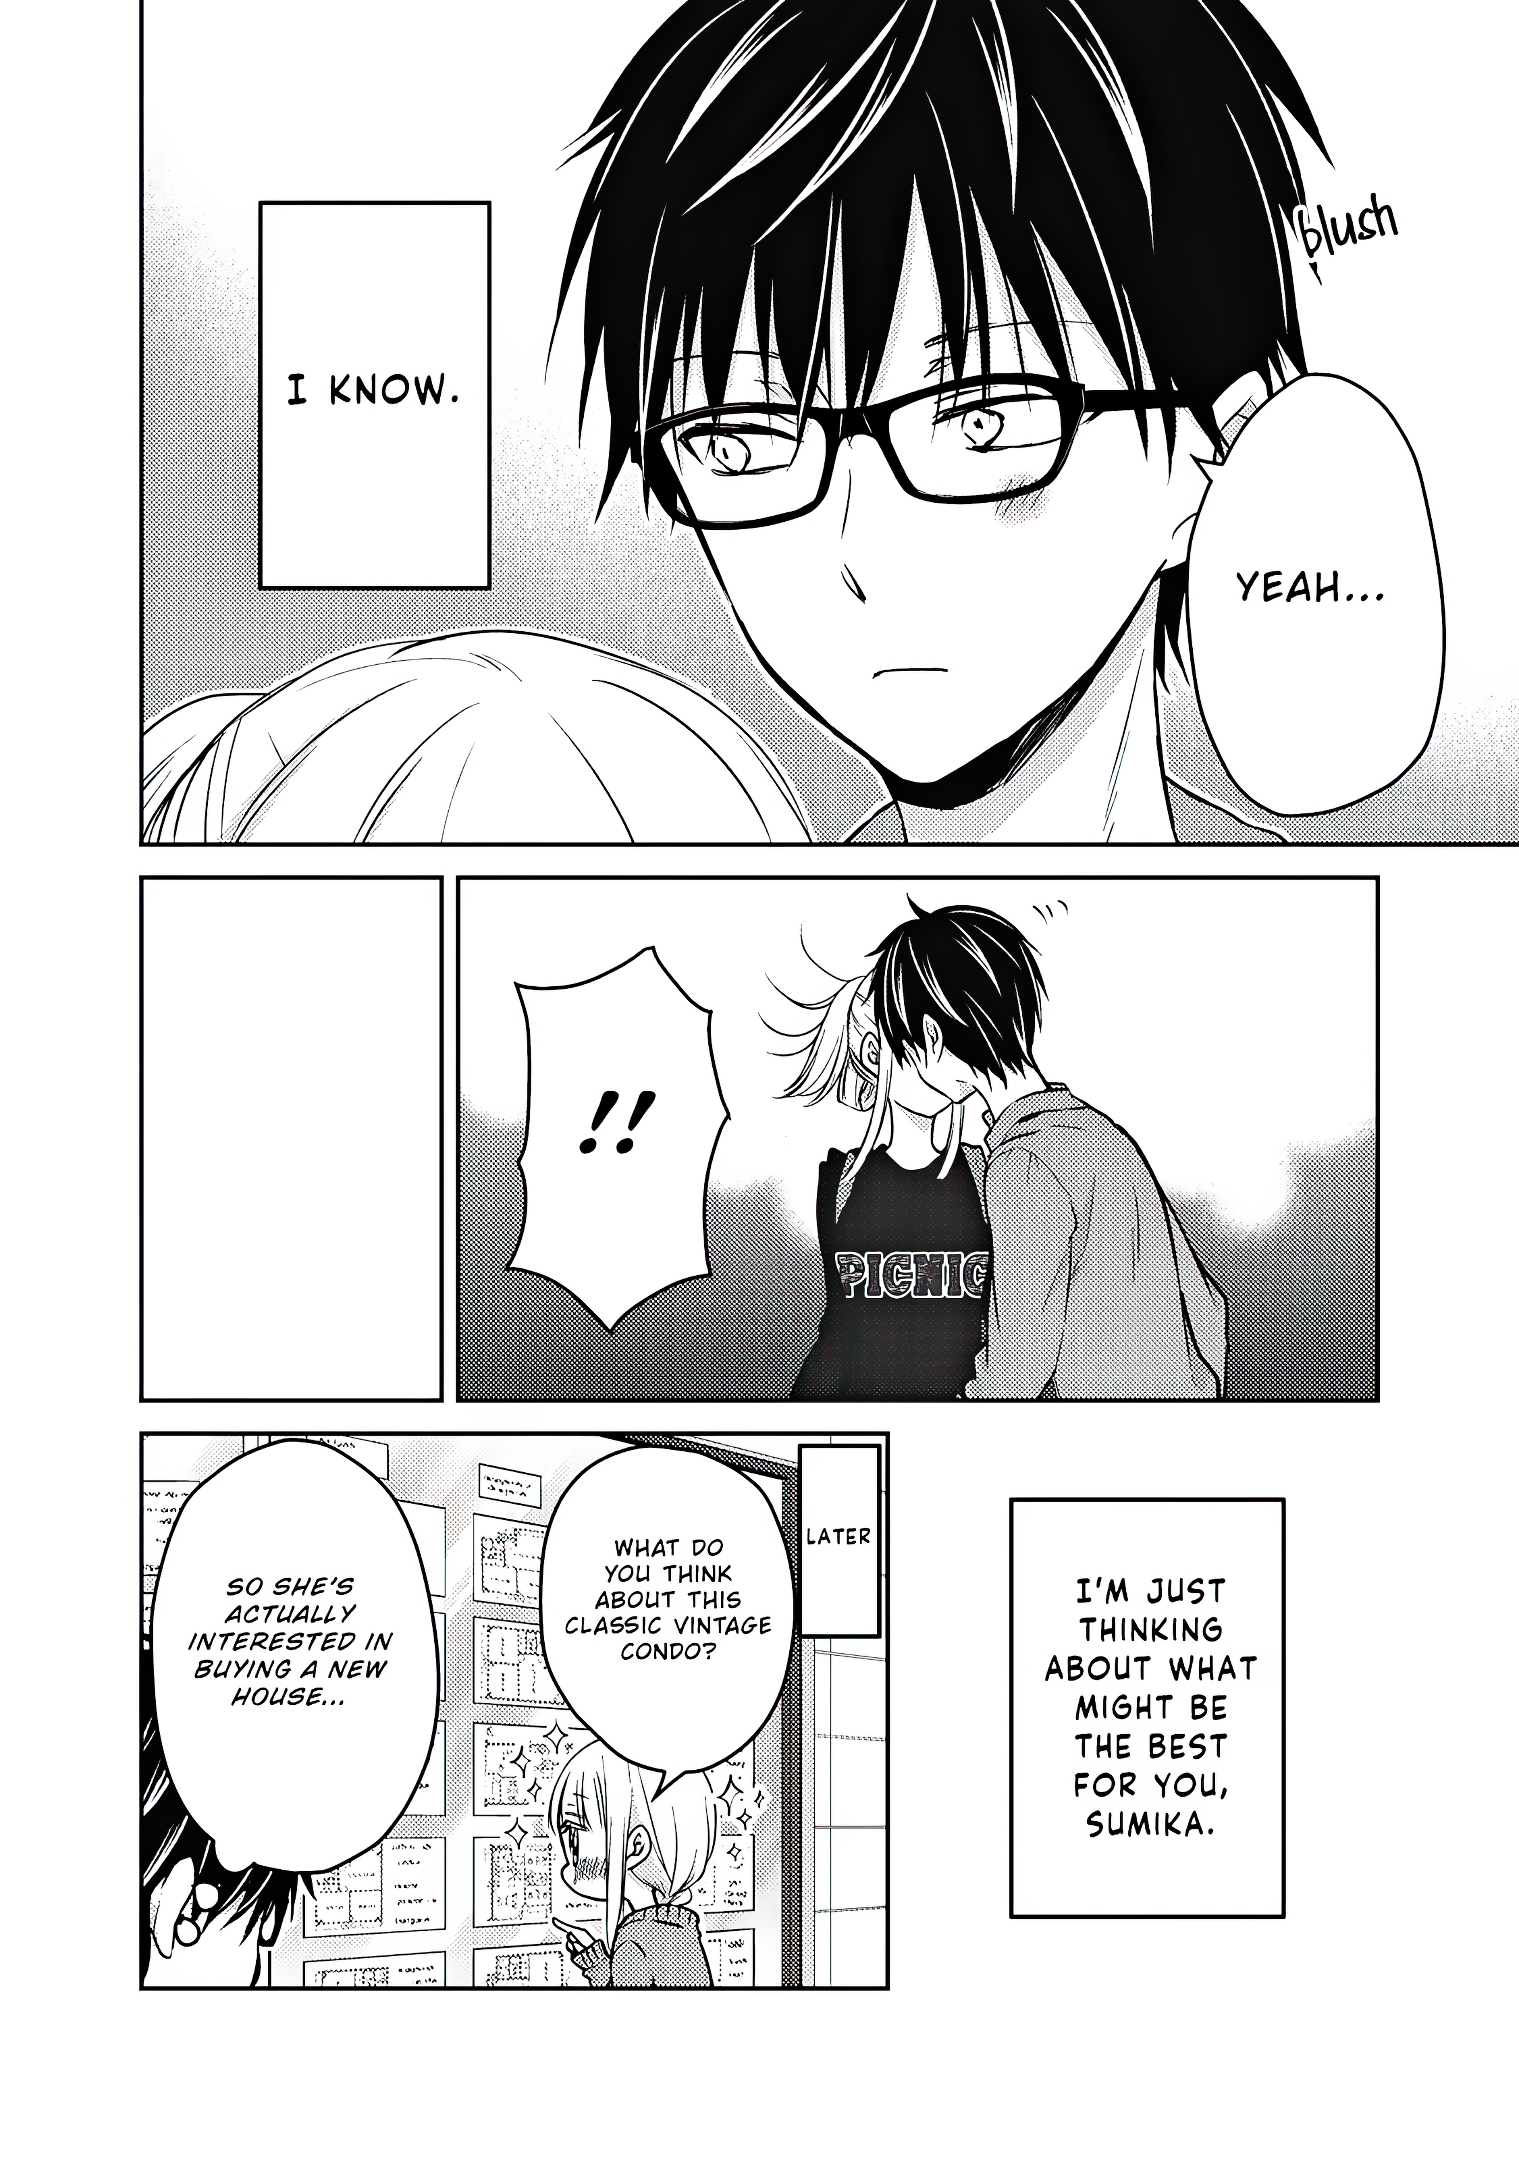 blush
YEAH...
I KNOW.
PICNIC
!!
I'M JUST
THINKING
ABOUT WHAT
MIGHT BE
THE BEST
FOR YOU,
SUMIKA.
LATER
WHAT DO
YOU THINK
ABOUT THIS
CLASSIC VINTAGE
CONDO?
SO SHE'S
ACTUALLY
INTERESTED IN
BUYING A NEW
HOUSE...